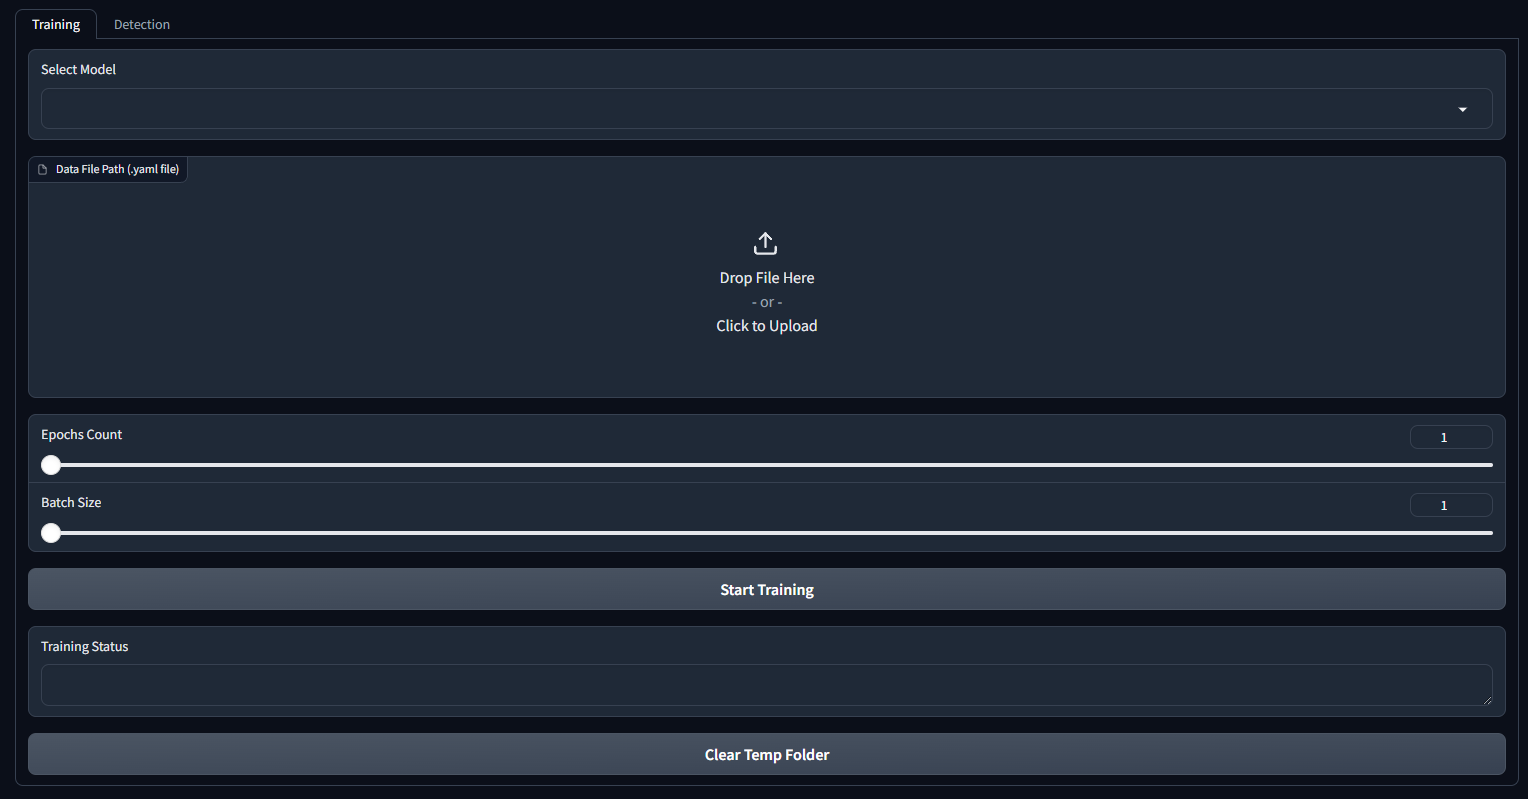 Training
Detection
Select Model
Data File Path (.yaml file)
Drop File Here
- or -
Click to Upload
Epochs Count
1
Batch Size
1
Start Training
Training Status
Clear Temp Folder